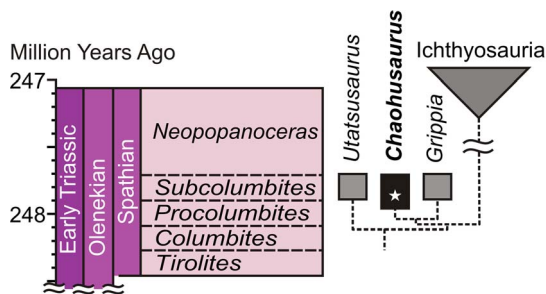 Million Years Ago
247
248
Early Triassic
Olenekian
Spathian
Neopopanoceras
Subcolumbites
Procolumbites
Columbites
Tirolites
Utatsusaurus
Chaohusaurus
Grippia
Ichthyosauria